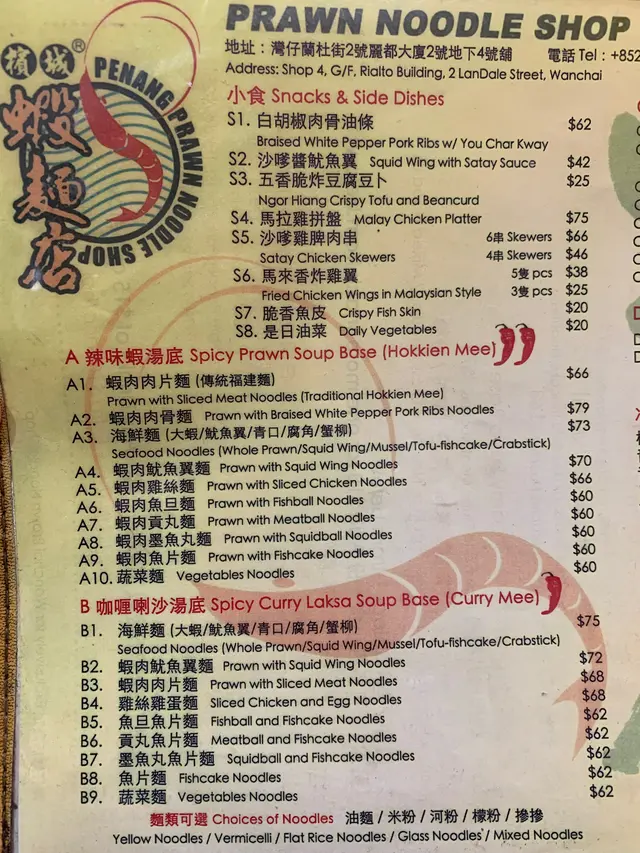 PRAWN NOODLE SHOP
檳城®
蝦麵店
PENANG PRAWN NOODLE SHOP
地址：灣仔蘭杜街2號麗都大廈2號地下4號舖 電話 Tel : +852
Address: Shop 4, G/F, Rialto Building, 2 LanDale Street, Wanchai
小食 Snacks & Side Dishes
S1. 白胡椒肉骨油條 $62
Braised White Pepper Pork Ribs w/ You Char Kway
S2. 沙嗲醬魷魚翼 Squid Wing with Satay Sauce $42
S3. 五香脆炸豆腐豆卜 $25
Ngor Hiang Crispy Tofu and Beancurd
S4. 馬拉雞拼盤 Malay Chicken Platter $75
S5. 沙嗲雞脾肉串 6串 Skewers $66
Satay Chicken Skewers 4串 Skewers $46
S6. 馬來香炸雞翼 5隻 pcs $38
Fried Chicken Wings in Malaysian Style 3隻 pcs $25
S7. 脆香魚皮 Crispy Fish Skin $20
S8. 是日油菜 Daily Vegetables $20
A 辣味蝦湯底 Spicy Prawn Soup Base (Hokkien Mee)
A1. 蝦肉肉片麵 (傳統福建麵) $66
Prawn with Sliced Meat Noodles (Traditional Hokkien Mee)
A2. 蝦肉肉骨麵 Prawn with Braised White Pepper Pork Ribs Noodles $79
A3. 海鮮麵 (大蝦/魷魚翼/青口/腐角/蟹柳) $73
Seafood Noodles (Whole Prawn/Squid Wing/Mussel/Tofu-fishcake/Crabstick)
A4. 蝦肉魷魚翼麵 Prawn with Squid Wing Noodles $70
A5. 蝦肉雞絲麵 Prawn with Sliced Chicken Noodles $66
A6. 蝦肉魚旦麵 Prawn with Fishball Noodles $60
A7. 蝦肉貢丸麵 Prawn with Meatball Noodles $60
A8. 蝦肉墨魚丸麵 Prawn with Squidball Noodles $60
A9. 蝦肉魚片麵 Prawn with Fishcake Noodles $60
A10. 蔬菜麵 Vegetables Noodles $60
B 咖喱喇沙湯底 Spicy Curry Laksa Soup Base (Curry Mee)
B1. 海鮮麵 (大蝦/魷魚翼/青口/腐角/蟹柳) $75
Seafood Noodles (Whole Prawn/Squid Wing/Mussel/Tofu-fishcake/Crabstick)
B2. 蝦肉魷魚翼麵 Prawn with Squid Wing Noodles $72
B3. 蝦肉肉片麵 Prawn with Sliced Meat Noodles $68
B4. 雞絲雞蛋麵 Sliced Chicken and Egg Noodles $68
B5. 魚旦魚片麵 Fishball and Fishcake Noodles $62
B6. 貢丸魚片麵 Meatball and Fishcake Noodles $62
B7. 墨魚丸魚片麵 Squidball and Fishcake Noodles $62
B8. 魚片麵 Fishcake Noodles $62
B9. 蔬菜麵 Vegetables Noodles $62
麵類可選 Choices of Noodles 油麵 / 米粉 / 河粉 / 檬粉 / 摻摻
Yellow Noodles / Vermicelli / Flat Rice Noodles / Glass Noodles / Mixed Noodles